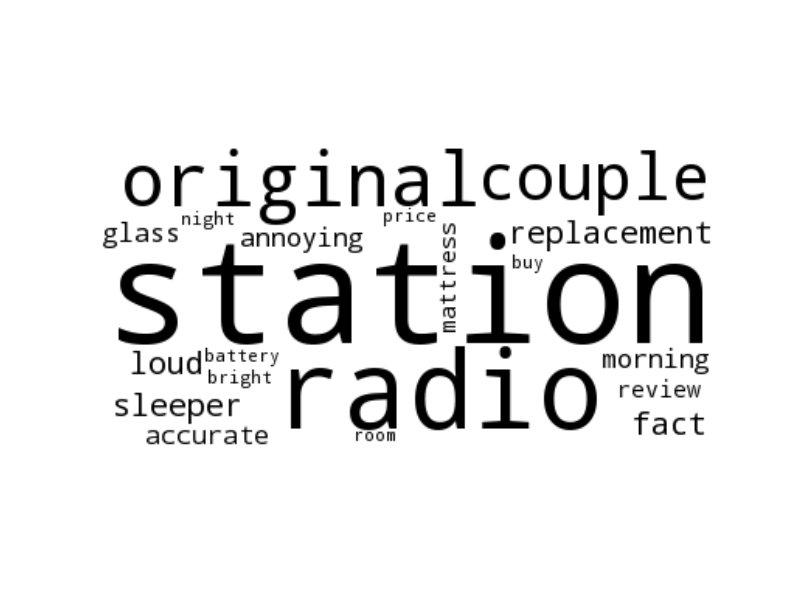 original couple
night price
glass annoying mattress replacement
station buy
loud battery radio morning
bright review
sleeper fact
accurate room